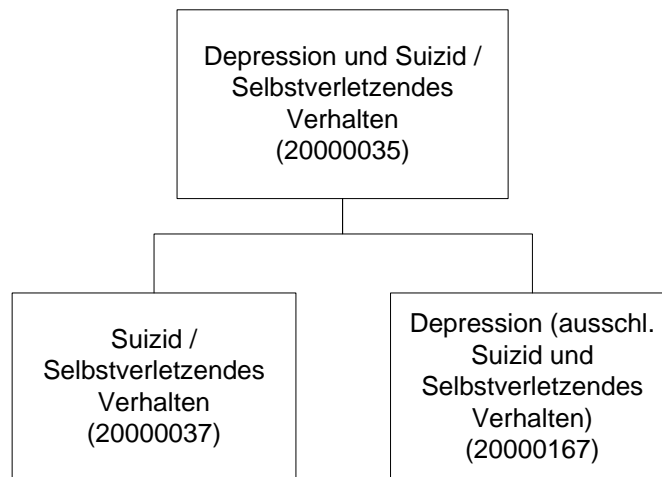 Depression und Suizid /
Selbstverletzendes
Verhalten
(20000035)
Suizid /
Selbstverletzendes
Verhalten
(20000037)
Depression (ausschl.
Suizid und
Selbstverletzendes
Verhalten)
(20000167)